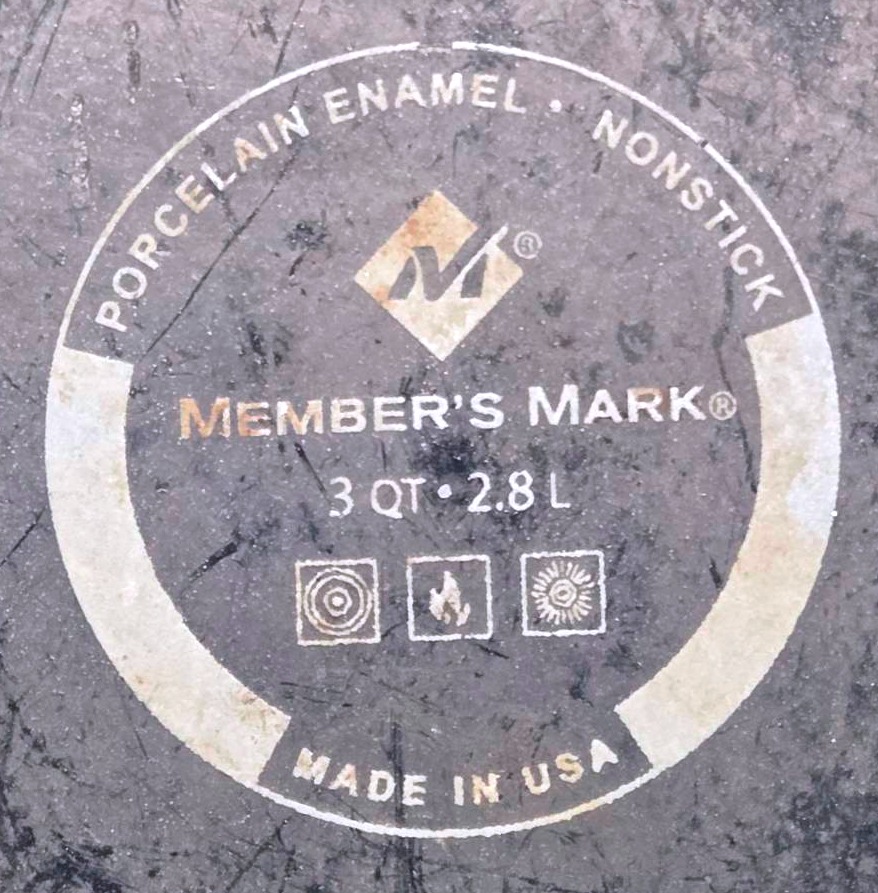 PORCELAIN ENAMEL • NONSTICK
M®
MEMBER'S MARK®
3 QT • 2.8 L
MADE IN USA